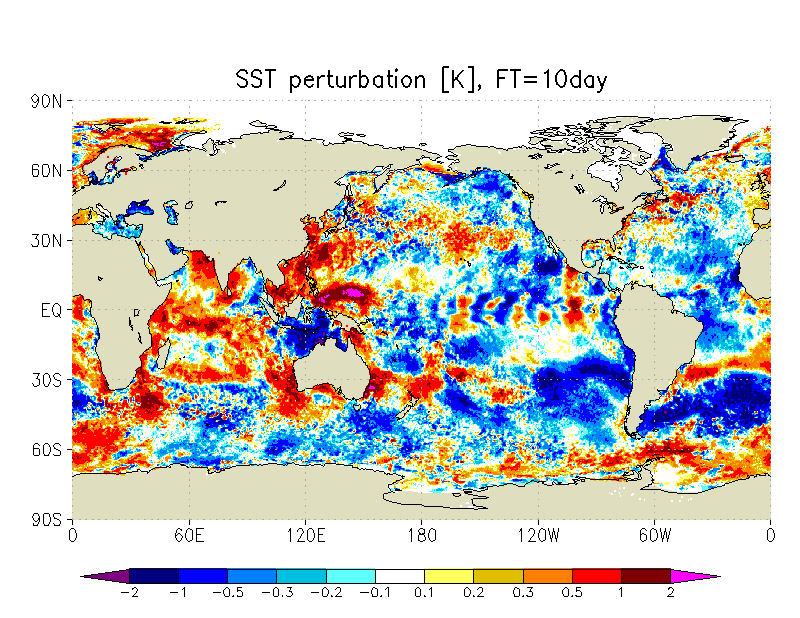 SST perturbation [K], FT=10day
90N
60N
30N
EQ
30S
60S
90S
0 60E 120E 180 120W 60W 0
-2 -1 -0.5 -0.3 -0.2 -0.1 0.1 0.2 0.3 0.5 1 2